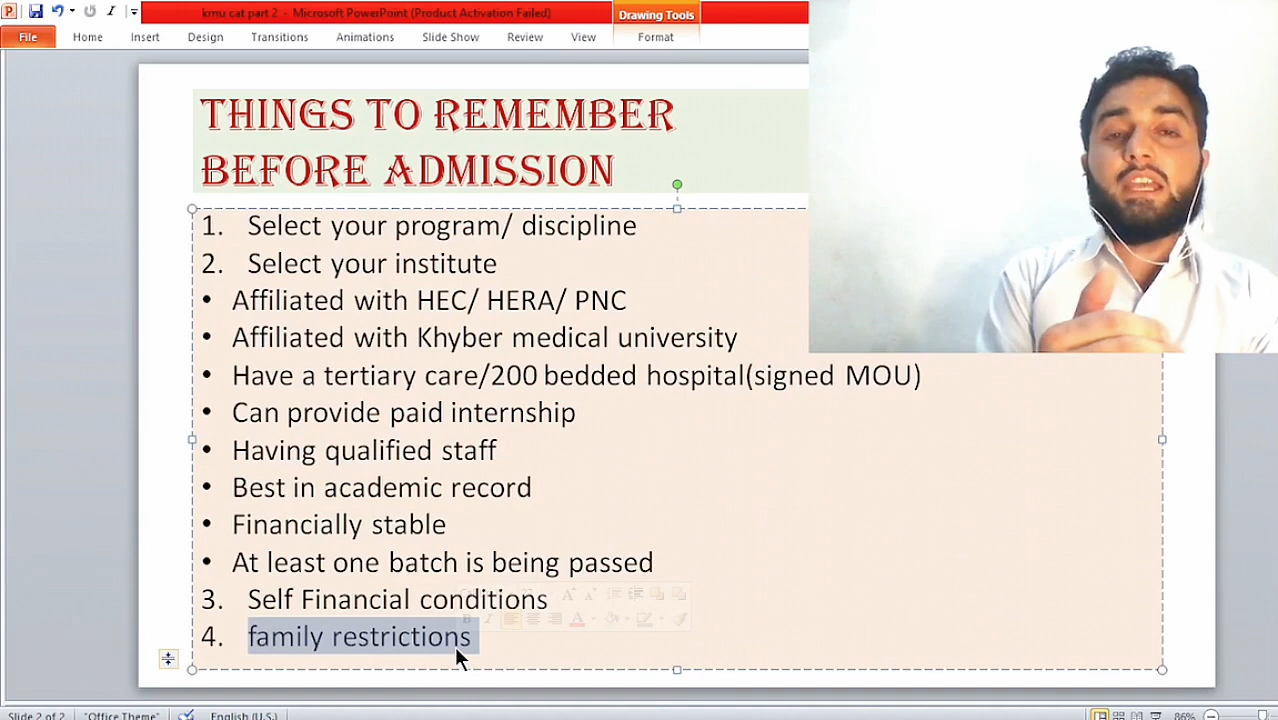 krmu cat part 2 - Microsoft PowerPoint (Product Activation Failed)
Drawing Tools
File Home Insert Design Transitions Animations Slide Show Review View Format
THINGS TO REMEMBER
BEFORE ADMISSION
1. Select your program/ discipline
2. Select your institute
• Affiliated with HEC/ HERA/ PNC
• Affiliated with Khyber medical university
• Have a tertiary care/200 bedded hospital(signed MOU)
• Can provide paid internship
• Having qualified staff
• Best in academic record
• Financially stable
• At least one batch is being passed
3. Self Financial conditions
4. family restrictions
Slide 2 of 2 "Office Theme" English (U.S.) 86%